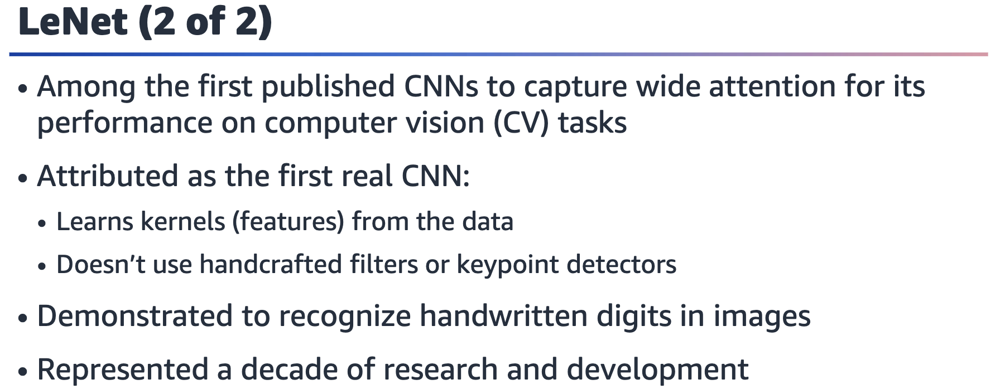 LeNet (2 of 2)
• Among the first published CNNs to capture wide attention for its
performance on computer vision (CV) tasks
• Attributed as the first real CNN:
• Learns kernels (features) from the data
• Doesn’t use handcrafted filters or keypoint detectors
• Demonstrated to recognize handwritten digits in images
• Represented a decade of research and development